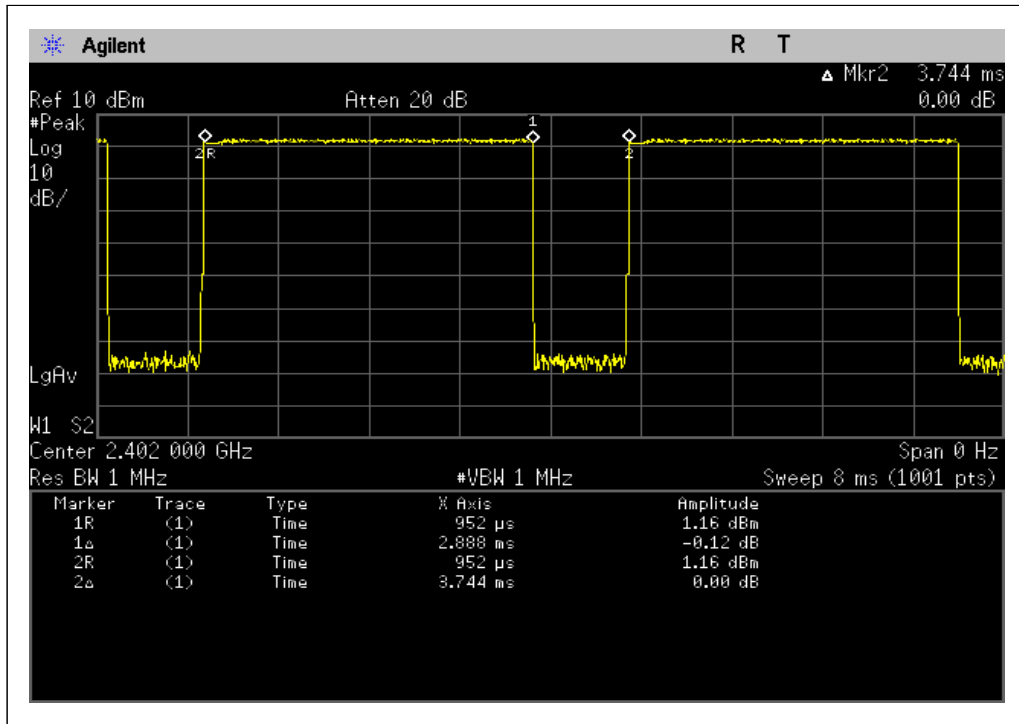 Agilent R T
Δ Mkr2 3.744 ms
Ref 10 dBm Atten 20 dB 0.00 dB
#Peak
Log
10
dB/
1
2R
2
LgAv
W1 S2
Center 2.402 000 GHz Span 0 Hz
Res BW 1 MHz #VBW 1 MHz Sweep 8 ms (1001 pts)
Marker Trace Type X Axis Amplitude
1R (1) Time 952 µs 1.16 dBm
1Δ (1) Time 2.888 ms -0.12 dB
2R (1) Time 952 µs 1.16 dBm
2Δ (1) Time 3.744 ms 0.00 dB